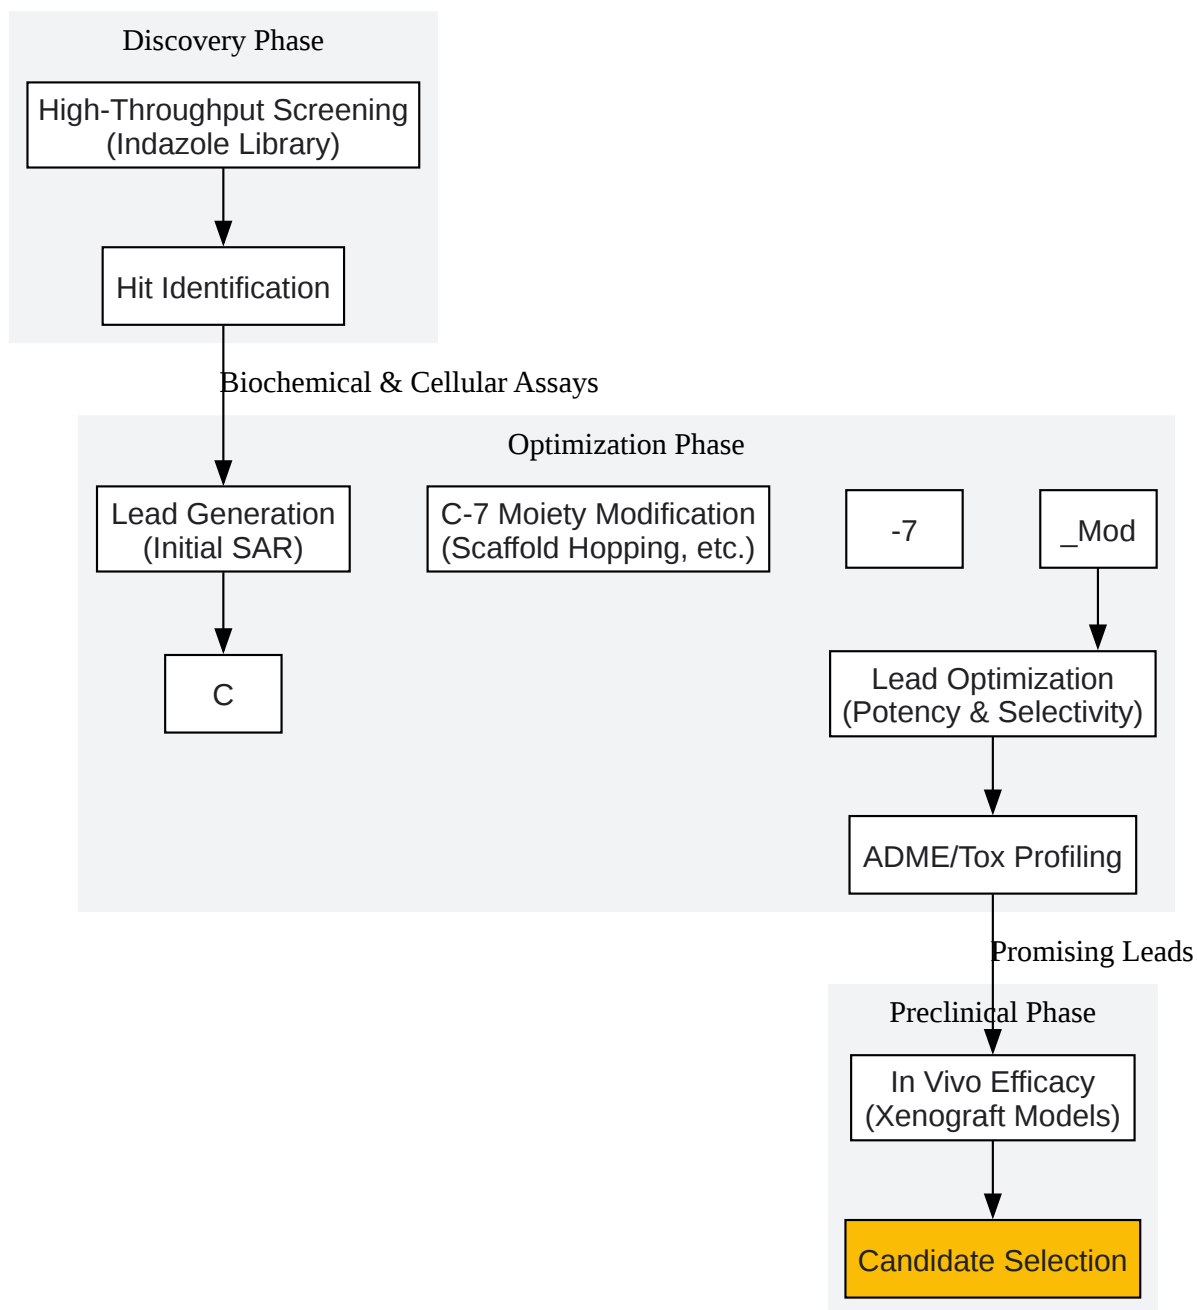 Discovery Phase
High-Throughput Screening
(Indazole Library)
Hit Identification
Biochemical & Cellular Assays
Optimization Phase
Lead Generation
(Initial SAR)
C-7 Moiety Modification
(Scaffold Hopping, etc.)
-7
_Mod
C
Lead Optimization
(Potency & Selectivity)
ADME/Tox Profiling
Promising Leads
Preclinical Phase
In Vivo Efficacy
(Xenograft Models)
Candidate Selection